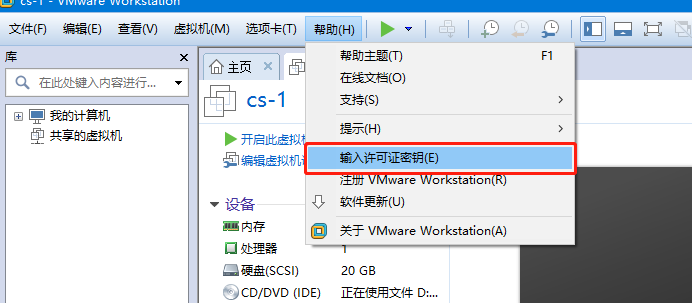 cs-1 - VMware Workstation
文件(F) 编辑(E) 查看(V) 虚拟机(M) 选项卡(T) 帮助(H)
库
在此处键入内容进行...
我的计算机
共享的虚拟机
主页
cs-1
开启此虚拟机
编辑虚拟机
设备
内存
处理器 1
硬盘(SCSI) 20 GB
CD/DVD (IDE) 正在使用文件 D:...
帮助主题(T) F1
在线文档(O)
支持(S)
提示(H)
输入许可证密钥(E)
注册 VMware Workstation(R)
软件更新(U)
关于 VMware Workstation(A)